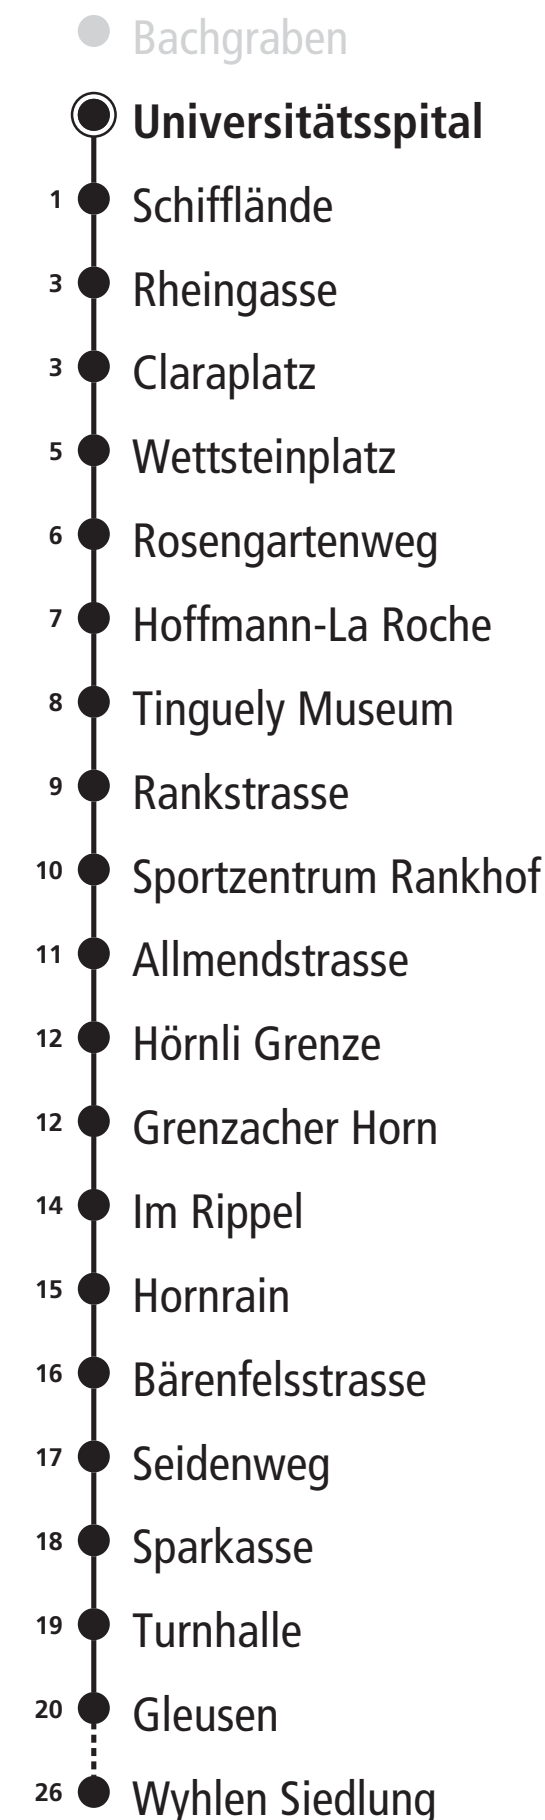 Bachgraben
Universitätsspital
1 Schifflände
3 Rheingasse
3 Claraplatz
5 Wettsteinplatz
6 Rosengartenweg
7 Hoffmann-La Roche
8 Tinguely Museum
9 Rankstrasse
10 Sportzentrum Rankhof
11 Allmendstrasse
12 Hörnli Grenze
12 Grenzacher Horn
14 Im Rippel
15 Hornrain
16 Bärenfelsstrasse
17 Seidenweg
18 Sparkasse
19 Turnhalle
20 Gleusen
26 Wyhlen Siedlung